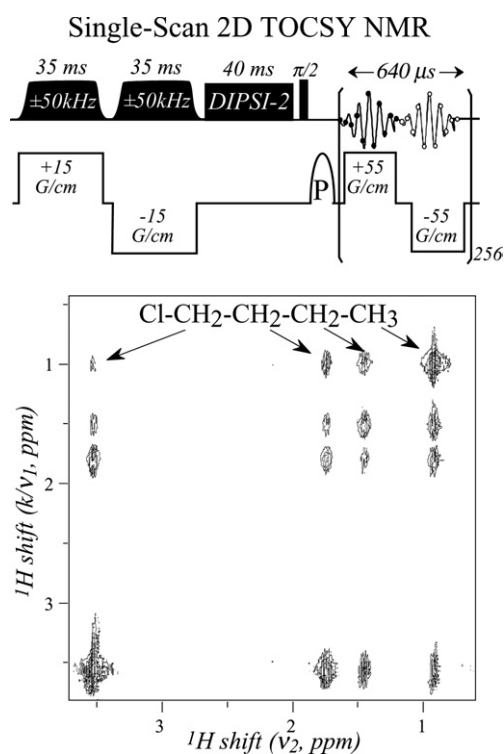 Single-Scan 2D TOCSY NMR
35 ms 35 ms 40 ms π/2 640 μs
±50kHz ±50kHz DIPSI-2
+15 G/cm
-15 G/cm
P
+55 G/cm
-55 G/cm
256
Cl-CH2-CH2-CH2-CH3
1
2
3
¹H shift (k/ν₁, ppm)
3 2 1
¹H shift (ν₂, ppm)